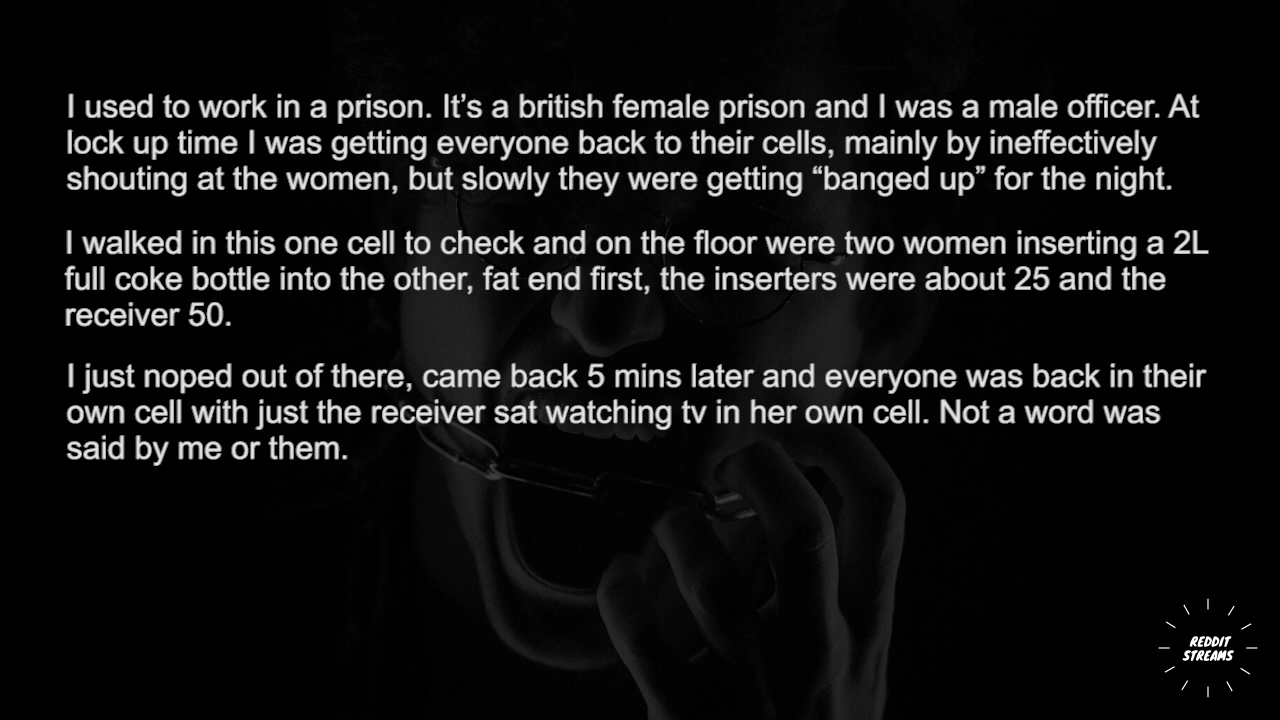 I used to work in a prison. It’s a british female prison and I was a male officer. At
lock up time I was getting everyone back to their cells, mainly by ineffectively
shouting at the women, but slowly they were getting “banged up” for the night.
I walked in this one cell to check and on the floor were two women inserting a 2L
full coke bottle into the other, fat end first, the inserters were about 25 and the
receiver 50.
I just noped out of there, came back 5 mins later and everyone was back in their
own cell with just the receiver sat watching tv in her own cell. Not a word was
said by me or them.
REDDIT
STREAMS